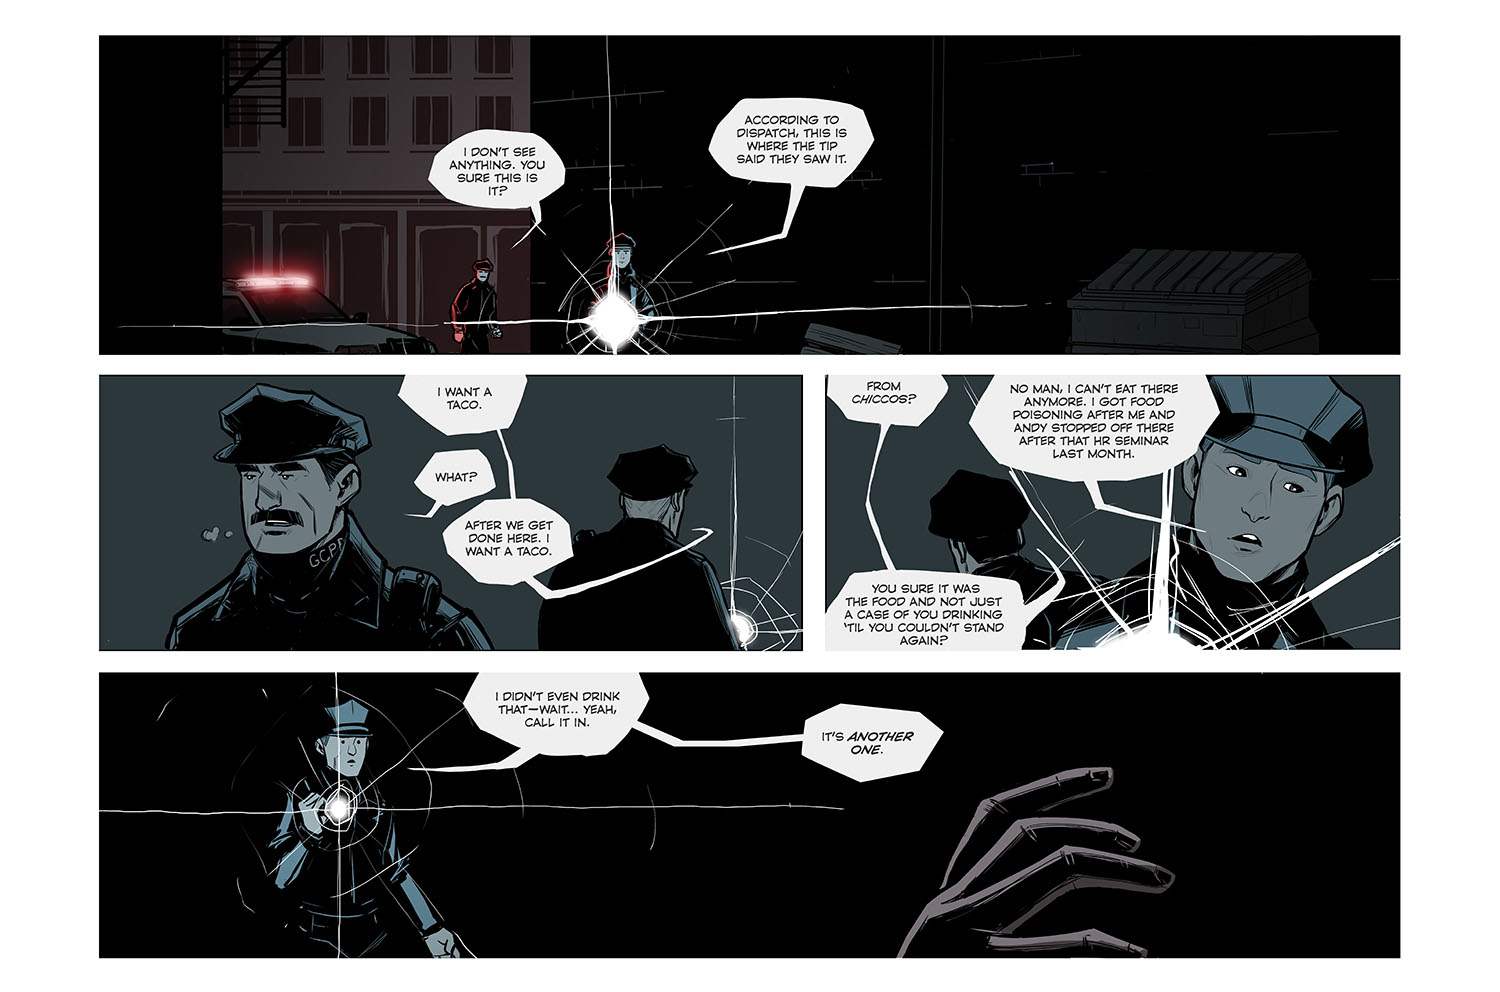 I DON'T SEE
ANYTHING. YOU
SURE THIS IS
IT?
ACCORDING TO
DISPATCH, THIS IS
WHERE THE TIP
SAID THEY SAW IT.
I WANT A
TACO.
WHAT?
AFTER WE GET
DONE HERE. I
WANT A TACO.
GCPD
FROM
CHICCOS?
NO MAN, I CAN'T EAT THERE
ANYMORE. I GOT FOOD
POISONING AFTER ME AND
ANDY STOPPED OFF THERE
AFTER THAT HR SEMINAR
LAST MONTH.
YOU SURE IT WAS
THE FOOD AND NOT JUST
A CASE OF YOU DRINKING
'TIL YOU COULDN'T STAND
AGAIN?
I DIDN'T EVEN DRINK
THAT—WAIT... YEAH,
CALL IT IN.
IT'S ANOTHER
ONE.